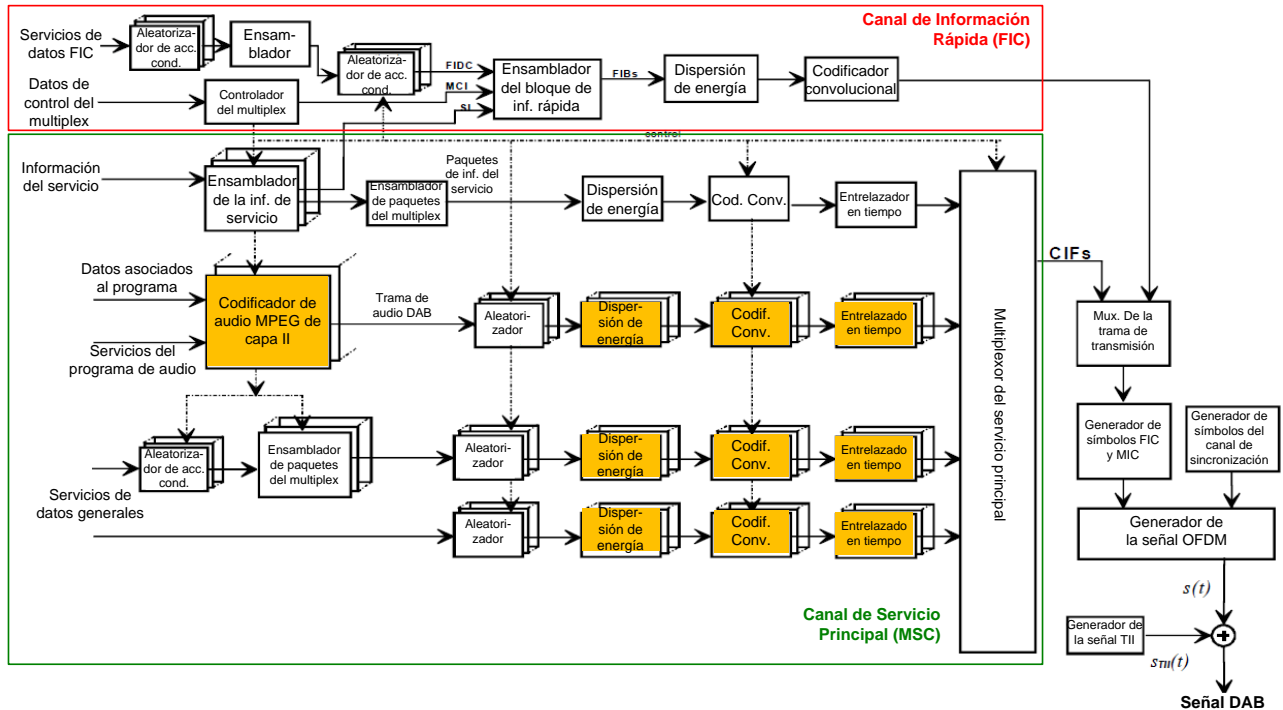 Canal de Información
Rápida (FIC)
Servicios de
datos FIC
Aleatoriza-
dor de acc.
cond.
Ensam-
blador
Aleatoriza-
dor de acc.
cond.
FIDC
MCI
SI
Ensamblador
del bloque de
inf. rápida
FIBs
Dispersión
de energía
Codificador
convolucional
Datos de
control del
multiplex
Controlador
del multiplex
control
Información
del servicio
Ensamblador
de la inf. de
servicio
Ensamblador
de paquetes
del multiplex
Paquetes
de inf. del
servicio
Dispersión
de energía
Cod. Conv.
Entrelazador
en tiempo
Multiplexor del servicio principal
CIFs
Datos asociados
al programa
Servicios del
programa de audio
Codificador de
audio MPEG de
capa II
Trama de
audio DAB
Aleatori-
zador
Disper-
sión de
energía
Codif.
Conv.
Entrelazado
en tiempo
Mux. De la
trama de
transmisión
Aleatoriza-
dor de acc.
cond.
Ensamblador
de paquetes
del multiplex
Aleatori-
zador
Disper-
sión de
energía
Codif.
Conv.
Entrelazado
en tiempo
Generador de
símbolos FIC
y MIC
Generador de
símbolos del
canal de
sincronización
Servicios de
datos generales
Aleatori-
zador
Disper-
sión de
energía
Codif.
Conv.
Entrelazado
en tiempo
Generador de
la señal OFDM
s(t)
Canal de Servicio
Principal (MSC)
Generador de
la señal TII
+
sTII(t)
Señal DAB